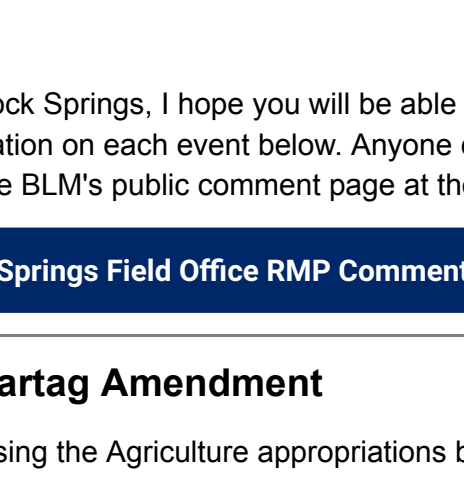 ock Springs, I hope you will be able
ation on each event below. Anyone
e BLM's public comment page at the
Springs Field Office RMP Comment
artag Amendment
sing the Agriculture appropriations b